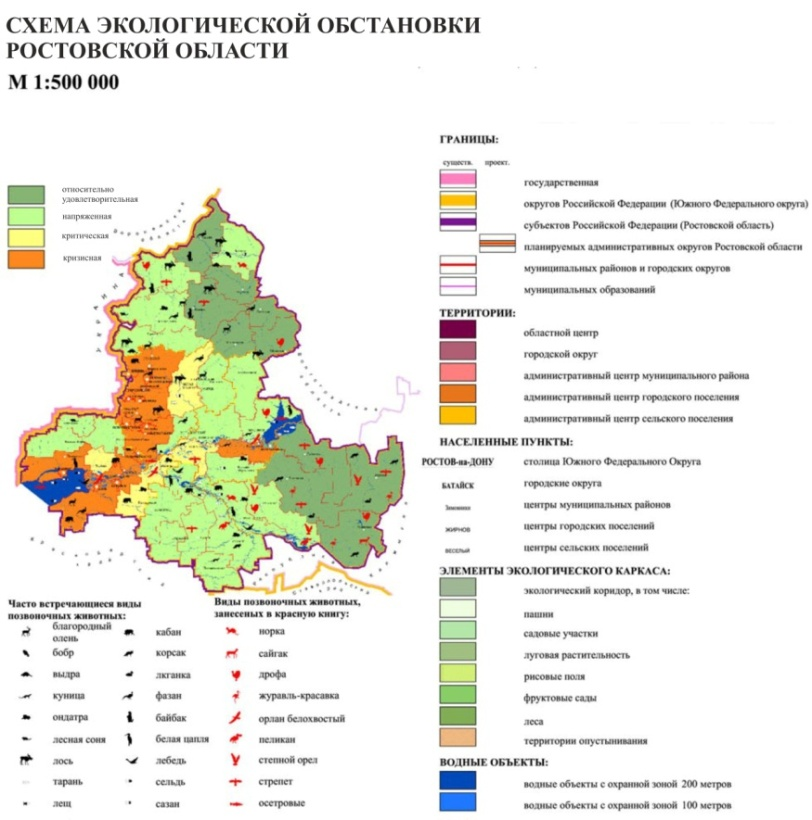 СХЕМА ЭКОЛОГИЧЕСКОЙ ОБСТАНОВКИ
РОСТОВСКОЙ ОБЛАСТИ
М 1:500 000
относительно
удовлетворительная
напряженная
критическая
кризисная
ГРАНИЦЫ:
существ. проект.
государственная
округов Российской Федерации (Южного Федерального округа)
субъектов Российской Федерации (Ростовской область)
планируемых административных округов Ростовской области
муниципальных районов и городских округов
муниципальных образований
ТЕРРИТОРИИ:
областной центр
городской округ
административный центр муниципального района
административный центр городского поселения
административный центр сельского поселения
НАСЕЛЕННЫЕ ПУНКТЫ:
РОСТОВ-на-ДОНУ столица Южного Федерального Округа
БАТАЙСК городские округа
Зимовники центры муниципальных районов
ЖИРНОВ центры городских поселений
ВЕСЕЛЫЙ центры сельских поселений
ЭЛЕМЕНТЫ ЭКОЛОГИЧЕСКОГО КАРКАСА:
экологический коридор, в том числе:
пашни
садовые участки
луговая растительность
рисовые поля
фруктовые сады
леса
территории опустынивания
ВОДНЫЕ ОБЪЕКТЫ:
водные объекты с охранной зоной 200 метров
водные объекты с охранной зоной 100 метров
Часто встречающиеся виды
позвоночных животных:
благородный
олень
бобр
выдра
куница
ондатра
лесная соня
лось
тарань
лещ
кабан
корсак
лкганка
фазан
байбак
белая цапля
лебедь
сельдь
сазан
Виды позвоночных животных,
занесеных в красную книгу:
норка
сайгак
дрофа
журавль-красавка
орлан белохвостый
пеликан
степной орел
стрепет
осетровые